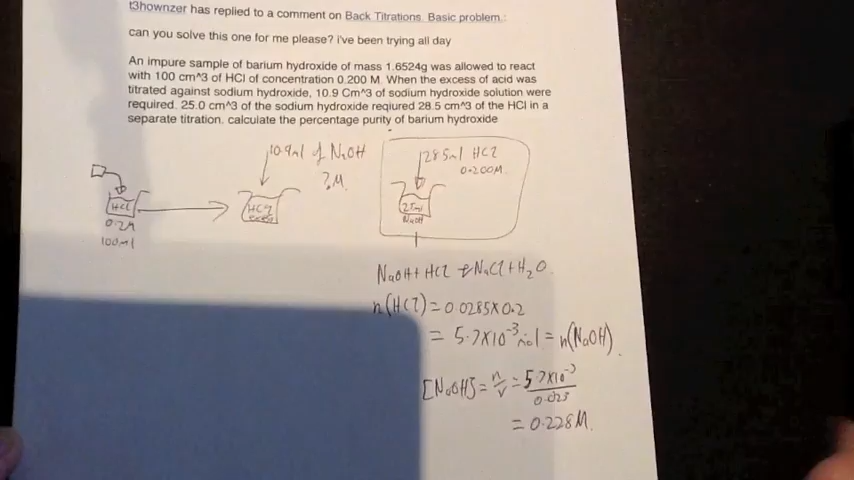 t3hownzer has replied to a comment on Back Titrations. Basic problem.:
can you solve this one for me please? i've been trying all day
An impure sample of barium hydroxide of mass 1.6524g was allowed to react
with 100 cm^3 of HCl of concentration 0.200 M. When the excess of acid was
titrated against sodium hydroxide, 10.9 Cm^3 of sodium hydroxide solution were
required. 25.0 cm^3 of the sodium hydroxide reqiured 28.5 cm^3 of the HCl in a
separate titration. calculate the percentage purity of barium hydroxide
10.9ml of NaOH
?M
HCl
excess
HCl
0.2M
100ml
28.5ml HCl
0.200M
25ml
NaOH
NaOH + HCl → NaCl + H2O
n(HCl) = 0.0285 × 0.2
= 5.7×10^-3 mol = n(NaOH).
[NaOH] = n/v = 5.7×10^-3 / 0.025
= 0.228M.